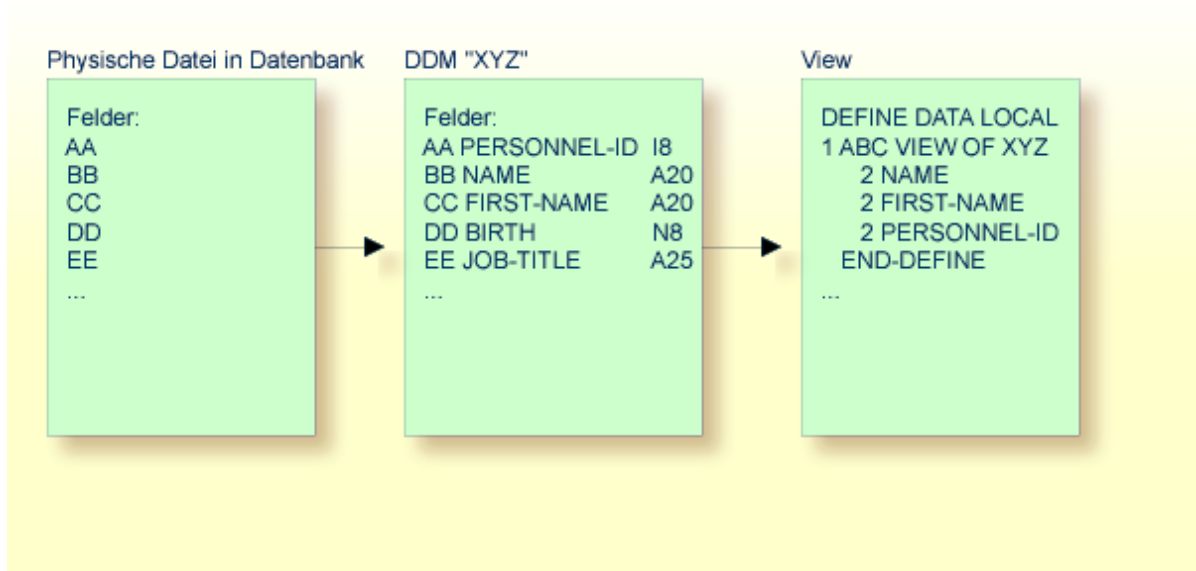 Physische Datei in Datenbank
Felder:
AA
BB
CC
DD
EE
...
DDM "XYZ"
Felder:
AA PERSONNEL-ID I8
BB NAME A20
CC FIRST-NAME A20
DD BIRTH N8
EE JOB-TITLE A25
...
View
DEFINE DATA LOCAL
1 ABC VIEW OF XYZ
2 NAME
2 FIRST-NAME
2 PERSONNEL-ID
END-DEFINE
...